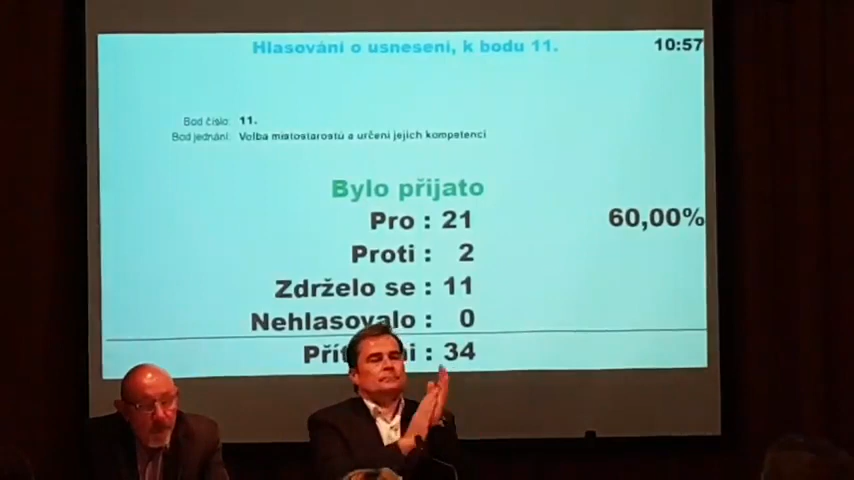 Hlasování o usnesení, k bodu 11.
10:57
Bod číslo: 11.
Bod jednání: Volba místostarostů a určení jejich kompetencí
Bylo přijato
Pro : 21 60,00%
Proti : 2
Zdrželo se : 11
Nehlasovalo : 0
: 34